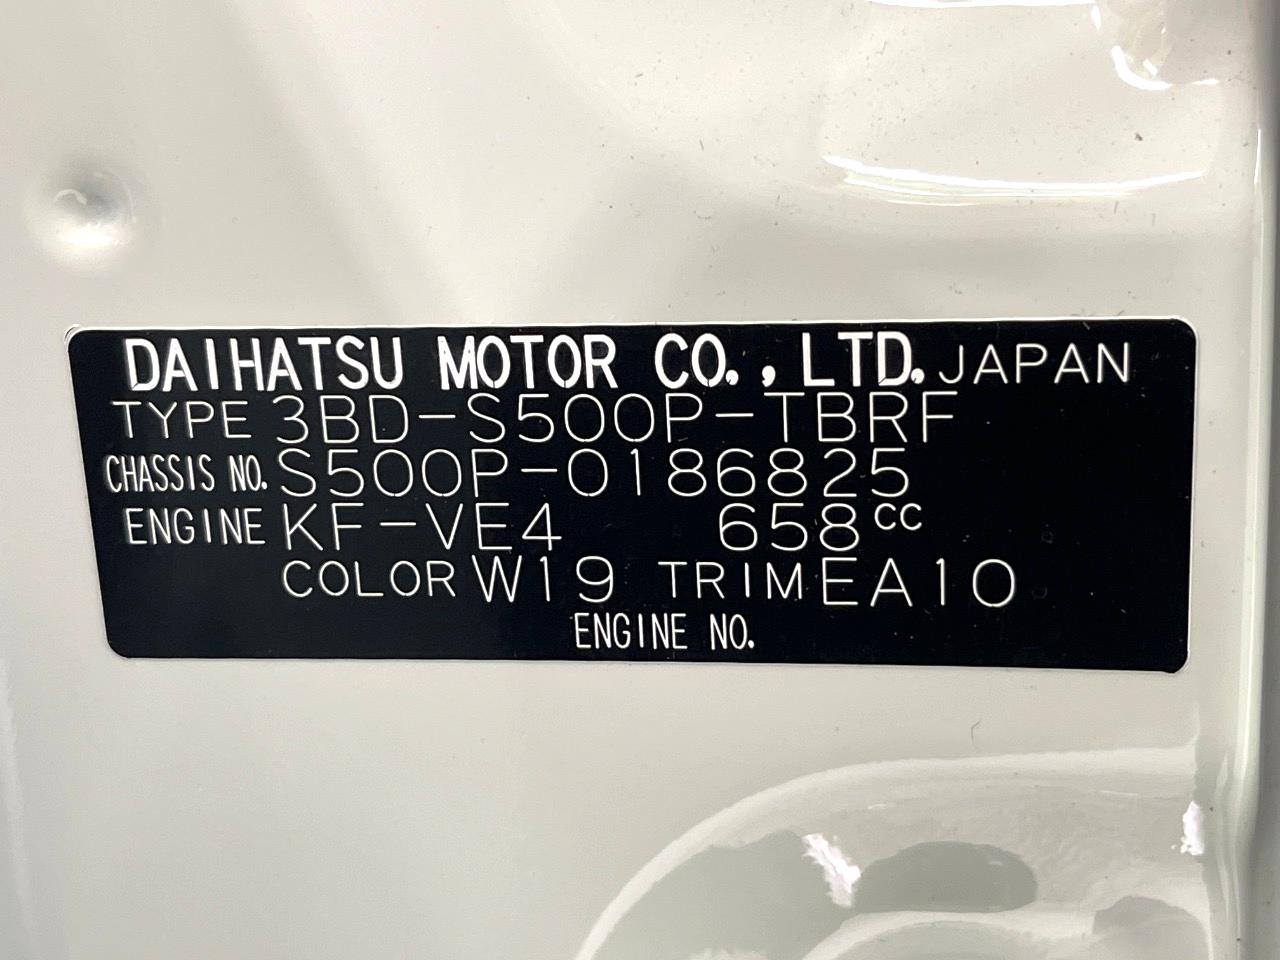 DAIHATSU MOTOR CO.,LTD. JAPAN
TYPE 3BD-S500P-TBRF
CHASSIS NO. S500P-0186825
ENGINE KF-VE4 658cc
COLOR W19 TRIM EA10
ENGINE NO.